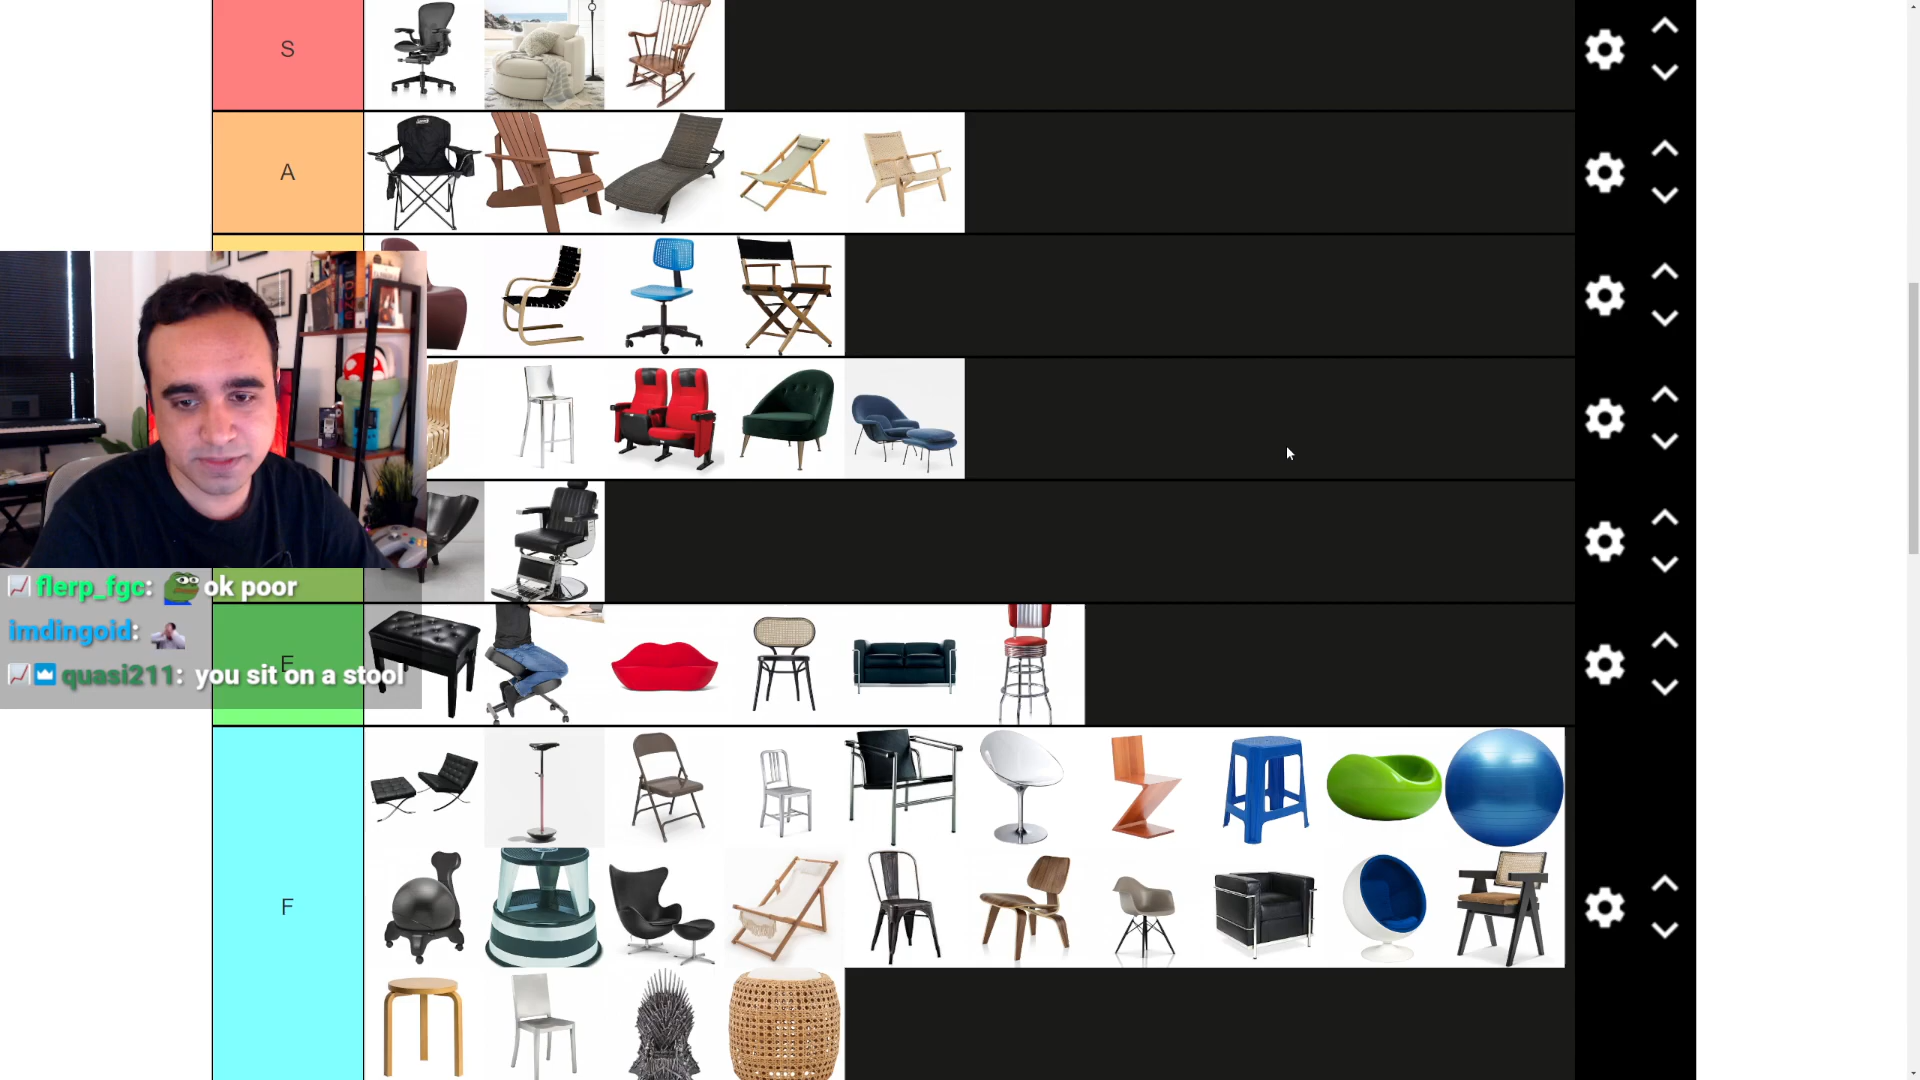 S
A
flerp_fgc: ok poor
imdingoid:
quasi211: you sit on a stool
E
F